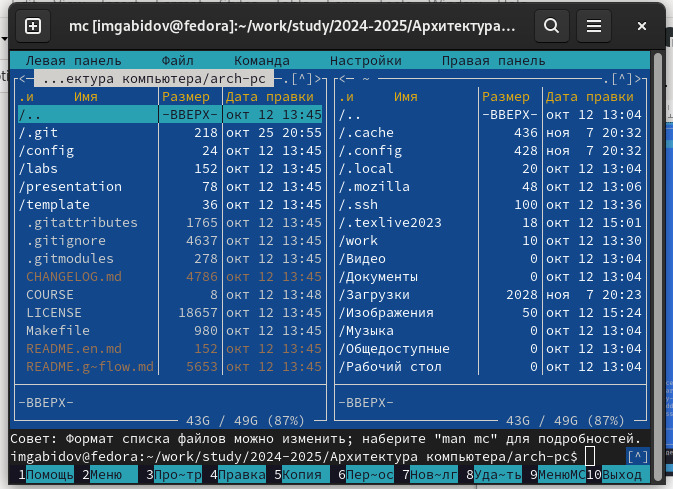 mc [imgabidov@fedora]:~/work/study/2024-2025/Архитектура...
Левая панель Файл Команда Настройки Правая панель
<— ...ектура компьютера/arch-pc —.[^]>
.и Имя Размер Дата правки
/.. -ВВЕРХ- окт 12 13:45
/.git 218 окт 25 20:55
/config 24 окт 12 13:45
/labs 152 окт 12 13:45
/presentation 78 окт 12 13:45
/template 36 окт 12 13:45
.gitattributes 1765 окт 12 13:45
.gitignore 4637 окт 12 13:45
.gitmodules 278 окт 12 13:45
CHANGELOG.md 4786 окт 12 13:45
COURSE 8 окт 12 13:48
LICENSE 18657 окт 12 13:45
Makefile 980 окт 12 13:45
README.en.md 152 окт 12 13:45
README.g~flow.md 5653 окт 12 13:45
-ВВЕРХ-
43G / 49G (87%)
<— ~ —.[^]>
.и Имя Размер Дата правки
/.. -ВВЕРХ- окт 12 13:04
/.cache 436 ноя 7 20:32
/.config 428 ноя 7 20:32
/.local 20 окт 12 13:04
/.mozilla 48 окт 12 13:06
/.ssh 100 окт 12 13:36
/.texlive2023 18 окт 12 15:01
/work 10 окт 12 13:30
/Видео 0 окт 12 13:04
/Документы 0 окт 12 13:04
/Загрузки 2028 ноя 7 20:23
/Изображения 50 окт 12 15:24
/Музыка 0 окт 12 13:04
/Общедоступные 0 окт 12 13:04
/Рабочий стол 0 окт 12 13:04
-ВВЕРХ-
43G / 49G (87%)
Совет: Формат списка файлов можно изменить; наберите "man mc" для подробностей.
imgabidov@fedora:~/work/study/2024-2025/Архитектура компьютера/arch-pc$ [^]
1Помощь 2Меню 3Про~тр 4Правка 5Копия 6Пер~ос 7Нов~лг 8Уда~ть 9МенюMC 10Выход